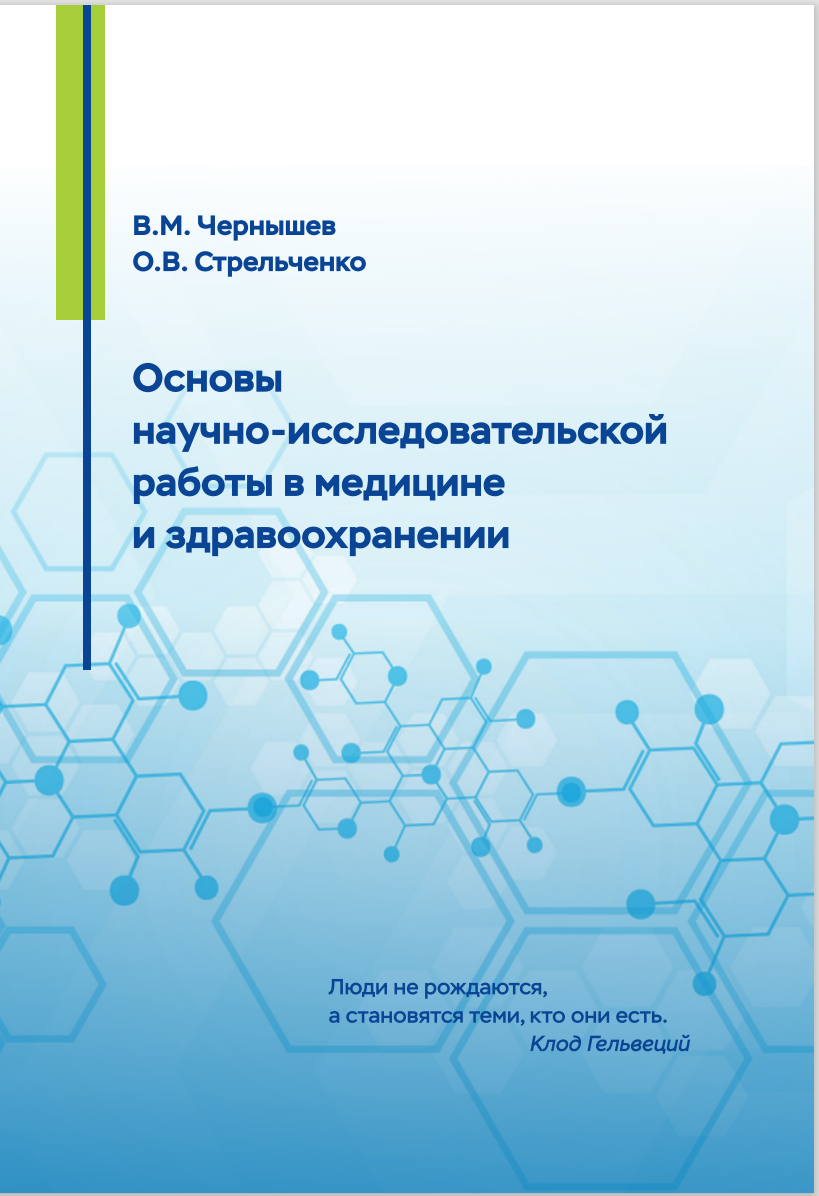 В.М. Чернышев
О.В. Стрельченко
Основы
научно-исследовательской
работы в медицине
и здравоохранении
Люди не рождаются,
а становятся теми, кто они есть.
Клод Гельвеций